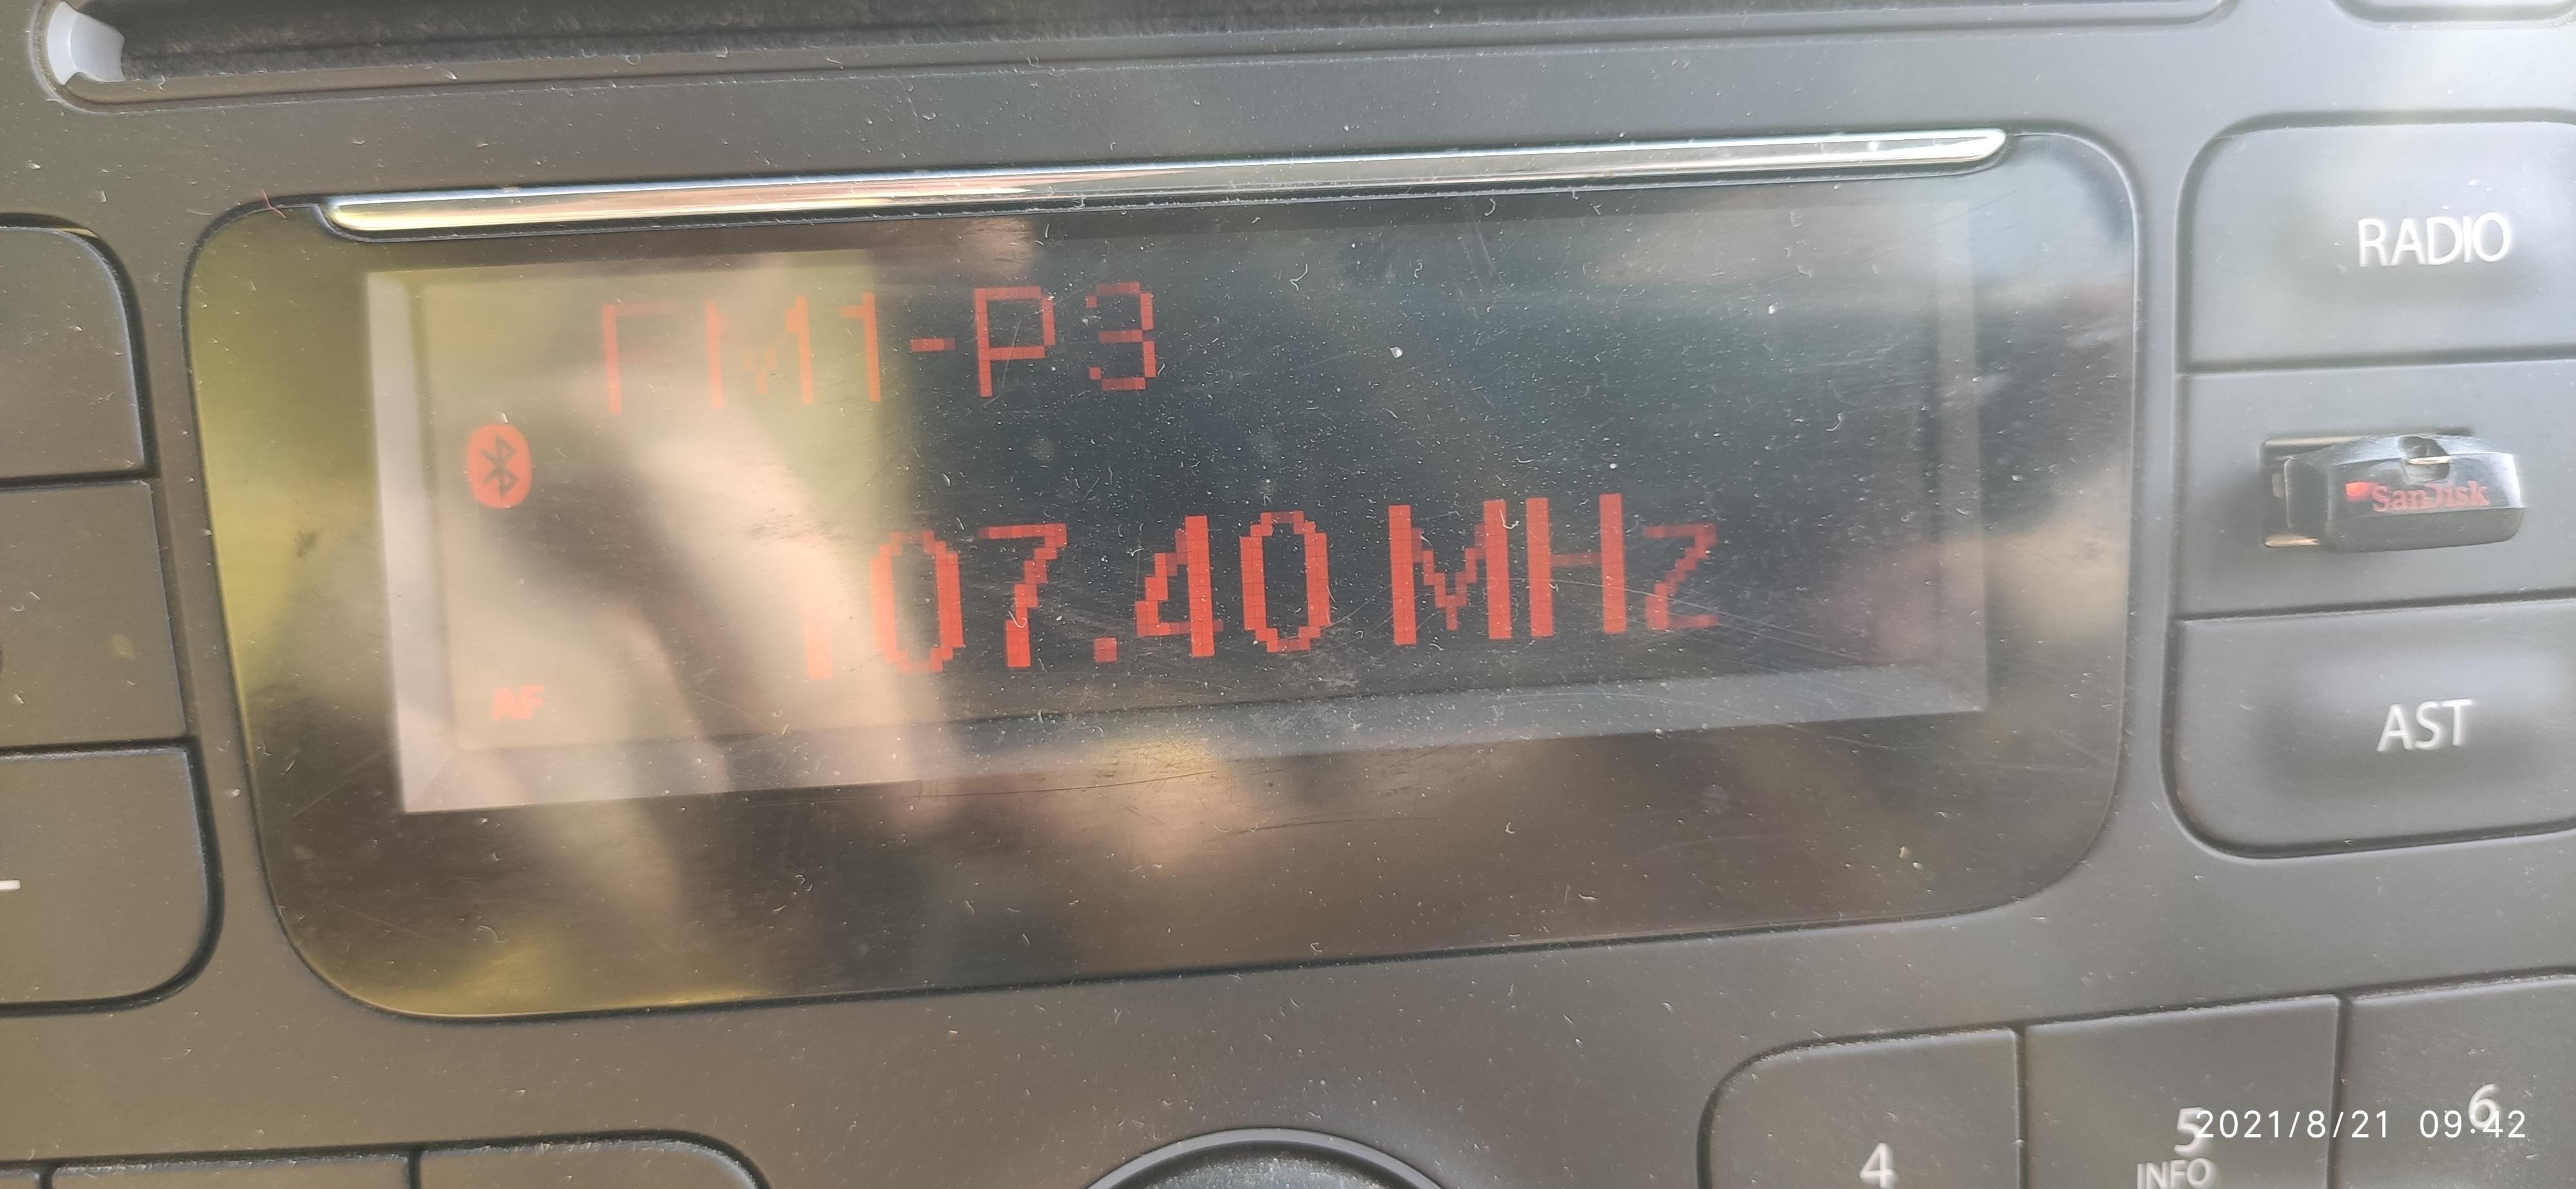 FM1-P3
RADIO
SanDisk
107.40 MHz
AF
AST
4
5
INFO
6
2021/8/21 09:42